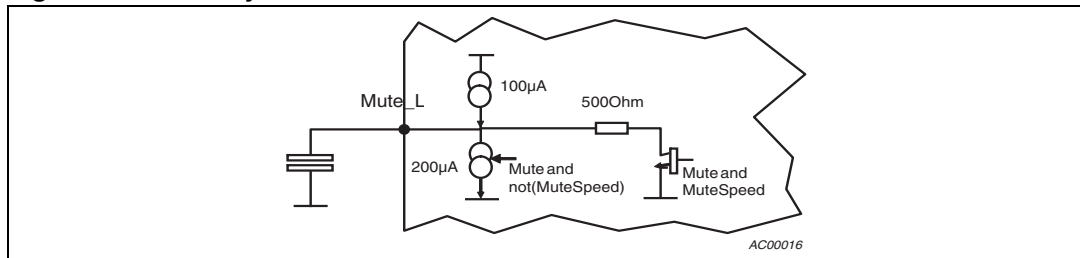 100µA
Mute_L
500Ohm
200µA
Mute and
not(MuteSpeed)
Mute and
MuteSpeed
AC00016